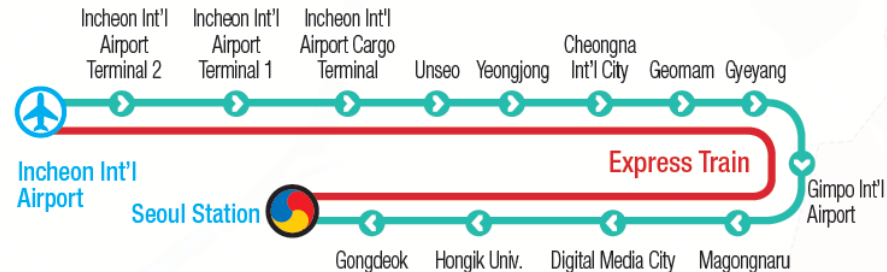 Incheon Int'l
Airport
Terminal 2
Incheon Int'l
Airport
Terminal 1
Incheon Int'l
Airport Cargo
Terminal
Unseo
Yeongjong
Cheongna
Int'l City
Geomam
Gyeyang
Incheon Int'l
Airport
Express Train
Gimpo Int'l
Airport
Seoul Station
Gongdeok
Hongik Univ.
Digital Media City
Magongnaru